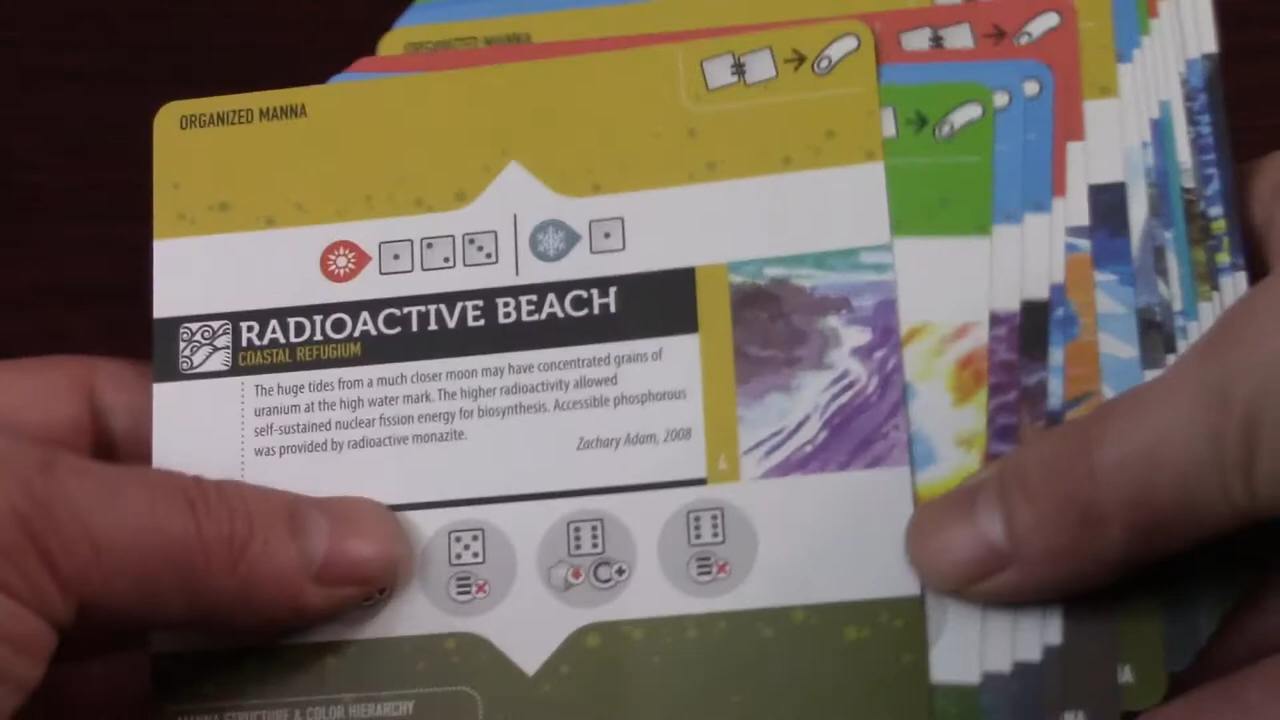 ORGANIZED MANNA
ORGANIZED MANNA
RADIOACTIVE BEACH
COASTAL REFUGIUM
The huge tides from a much closer moon may have concentrated grains of
uranium at the high water mark. The higher radioactivity allowed
self-sustained nuclear fission energy for biosynthesis. Accessible phosphorous
was provided by radioactive monazite.
Zachary Adam, 2008
4
MANNA STRUCTURE & COLOR HIERARCHY